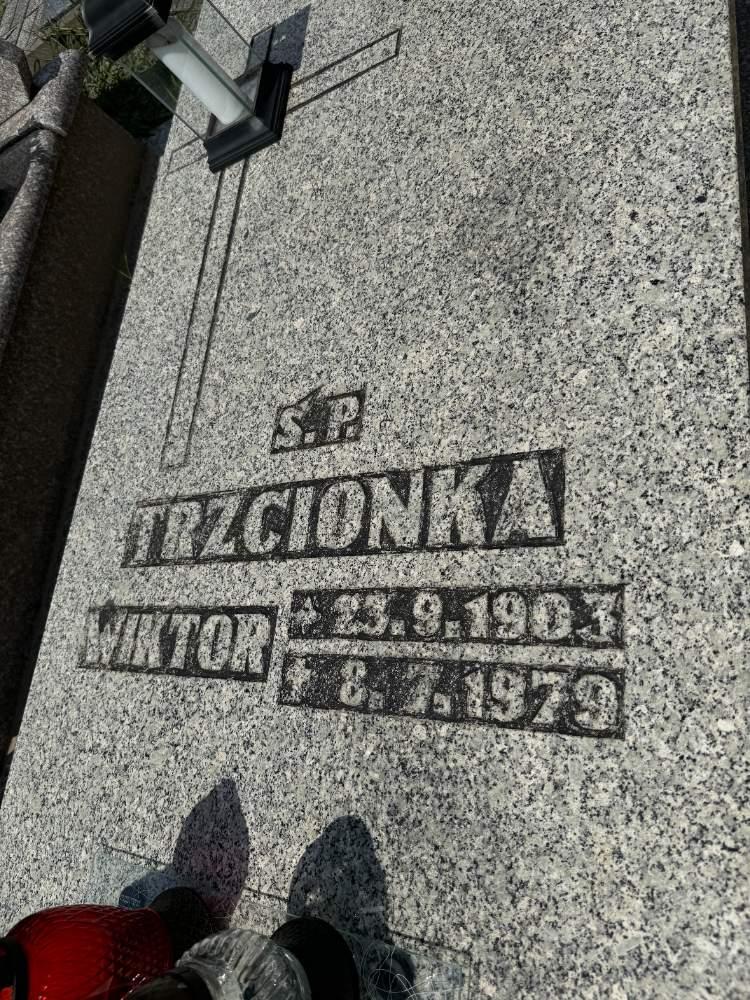 Ś.P.
TRZCIONKA
WIKTOR * 23.9.1903
† 8.7.1979